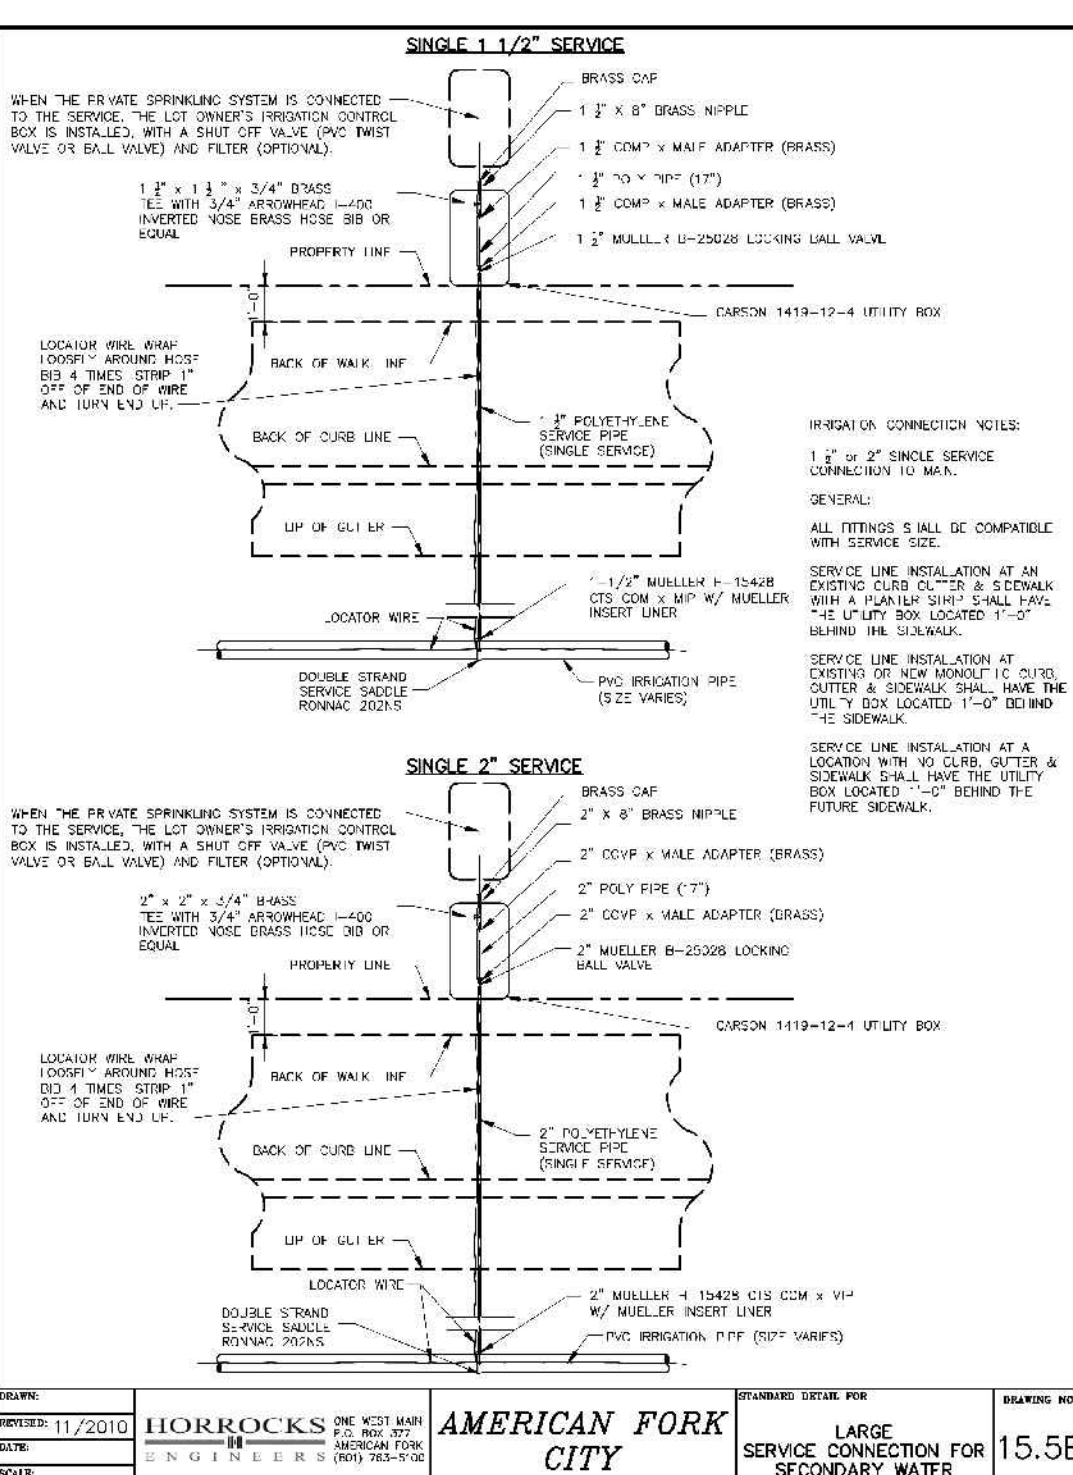 SINGLE 1 1/2" SERVICE
WHEN THE PRIVATE SPRINKLING SYSTEM IS CONNECTED
TO THE SERVICE, THE LOT OWNER'S IRRIGATION CONTROL
BOX IS INSTALLED, WITH A SHUT OFF VALVE (PVC TWIST
VALVE OR BALL VALVE) AND FILTER (OPTIONAL).
BRASS CAP
1 1/2" X 8" BRASS NIPPLE
1 1/2" COMP x MALE ADAPTER (BRASS)
1 1/2" POLY PIPE (17")
1 1/2" COMP x MALE ADAPTER (BRASS)
1 1/2" MUELLER B-25028 LOCKING BALL VALVE
1 1/2" x 1 1/2" x 3/4" BRASS
TEE WITH 3/4" ARROWHEAD
INVERTED NOSE BRASS HOSE BIB OR
EQUAL
PROPERTY LINE
1'-0"
CARSON 1419-12-4 UTILITY BOX
LOCATOR WIRE WRAP
LOOSELY AROUND HOSE
BIB 4 TIMES STRIP 1"
OFF OF END OF WIRE
AND TURN END UP.
BACK OF WALK LINE
1 1/2" POLYETHYLENE
SERVICE PIPE
(SINGLE SERVICE)
BACK OF CURB LINE
LIP OF GUTTER
1-1/2" MUELLER H-15428
CTS COM x MIP W/ MUELLER
INSERT LINER
LOCATOR WIRE
DOUBLE STRAND
SERVICE SADDLE
ROMAC 202NS
PVC IRRIGATION PIPE
(SIZE VARIES)
IRRIGATION CONNECTION NOTES:
1 1/2" or 2" SINGLE SERVICE
CONNECTION TO MAIN.
GENERAL:
ALL FITTINGS SHALL BE COMPATIBLE
WITH SERVICE SIZE.
SERVICE LINE INSTALLATION AT AN
EXISTING CURB GUTTER & SIDEWALK
WITH A PLANTER STRIP SHALL HAVE
THE UTILITY BOX LOCATED 1'-0"
BEHIND THE SIDEWALK.
SERVICE LINE INSTALLATION AT
EXISTING OR NEW MONOLITIC CURB,
GUTTER & SIDEWALK SHALL HAVE THE
UTILITY BOX LOCATED 1'-0" BEHIND
THE SIDEWALK.
SERVICE LINE INSTALLATION AT A
LOCATION WITH NO CURB, GUTTER &
SIDEWALK SHALL HAVE THE UTILITY
BOX LOCATED 1'-0" BEHIND THE
FUTURE SIDEWALK.
SINGLE 2" SERVICE
WHEN THE PRIVATE SPRINKLING SYSTEM IS CONNECTED
TO THE SERVICE, THE LOT OWNER'S IRRIGATION CONTROL
BOX IS INSTALLED, WITH A SHUT OFF VALVE (PVC TWIST
VALVE OR BALL VALVE) AND FILTER (OPTIONAL).
BRASS CAP
2" X 8" BRASS NIPPLE
2" COMP x MALE ADAPTER (BRASS)
2" POLY PIPE (17")
2" COMP x MALE ADAPTER (BRASS)
2" MUELLER B-25028 LOCKING
BALL VALVE
2" x 2" x 3/4" BRASS
TEE WITH 3/4" ARROWHEAD
INVERTED NOSE BRASS HOSE BIB OR
EQUAL
PROPERTY LINE
1'-0"
CARSON 1419-12-4 UTILITY BOX
LOCATOR WIRE WRAP
LOOSELY AROUND HOSE
BIB 4 TIMES STRIP 1"
OFF OF END OF WIRE
AND TURN END UP.
BACK OF WALK LINE
2" POLYETHYLENE
SERVICE PIPE
(SINGLE SERVICE)
BACK OF CURB LINE
LIP OF GUTTER
LOCATOR WIRE
2" MUELLER H 15428 CTS COM x MIP
W/ MUELLER INSERT LINER
DOUBLE STRAND
SERVICE SADDLE
ROMAC 202NS
PVC IRRIGATION PIPE (SIZE VARIES)
DRAWN:
REVISED: 11/2010
DATE:
SCALE:
HORROCKS
ENGINEERS
ONE WEST MAIN
P.O. BOX 377
AMERICAN FORK
(801) 763-5100
AMERICAN FORK
CITY
STANDARD DETAIL FOR
LARGE
SERVICE CONNECTION FOR
SECONDARY WATER
DRAWING NO
15.5B